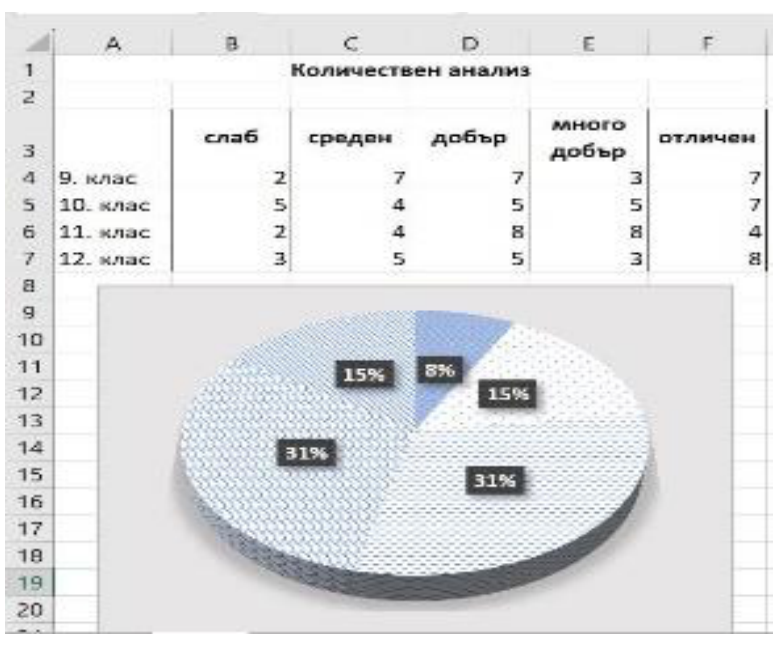 A B C D E F
1 Количествен анализ
2
3 слаб среден добър много добър отличен
4 9. клас 2 7 7 3 7
5 10. клас 5 4 5 5 7
6 11. клас 2 4 8 8 4
7 12. клас 3 5 5 3 8
8
9
10
11 15% 8%
12 15%
13
14 31%
15 31%
16
17
18
19
20